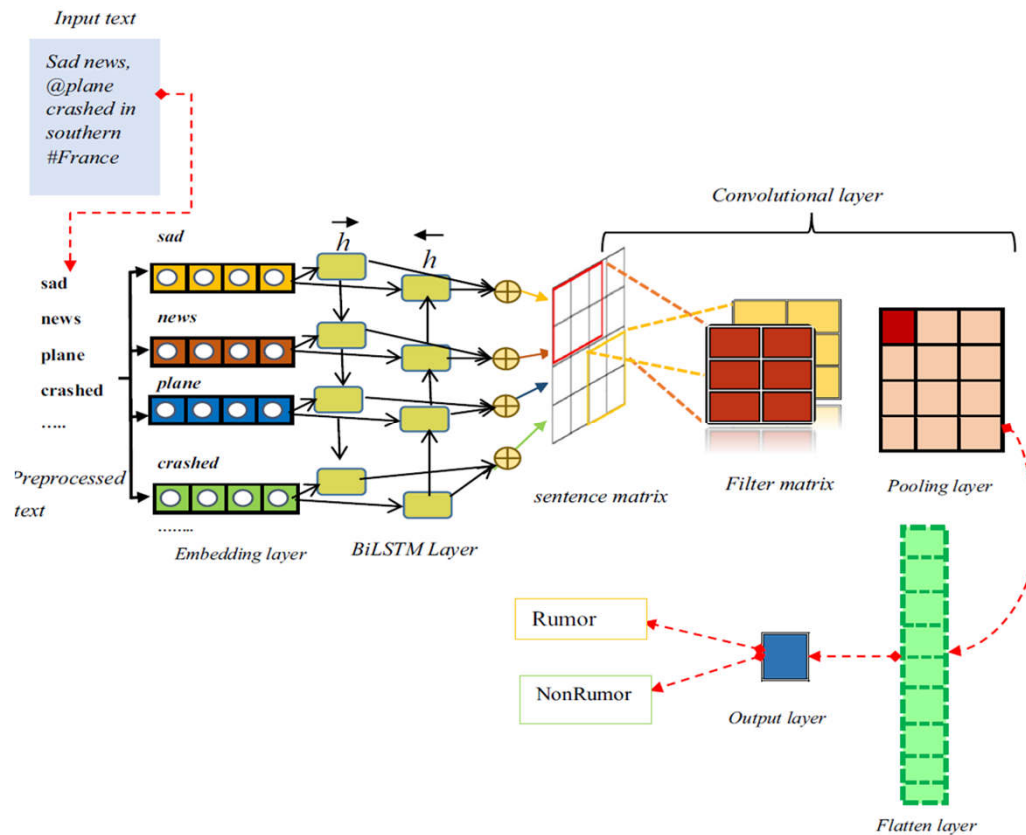 Input text
Sad news,
@plane
crashed in
southern
#France
Convolutional layer
sad
news
plane
crashed
.....
Preprocessed
text
sad
news
plane
crashed
........
Embedding layer
h
h
BiLSTM Layer
sentence matrix
Filter matrix
Pooling layer
Rumor
NonRumor
Output layer
Flatten layer